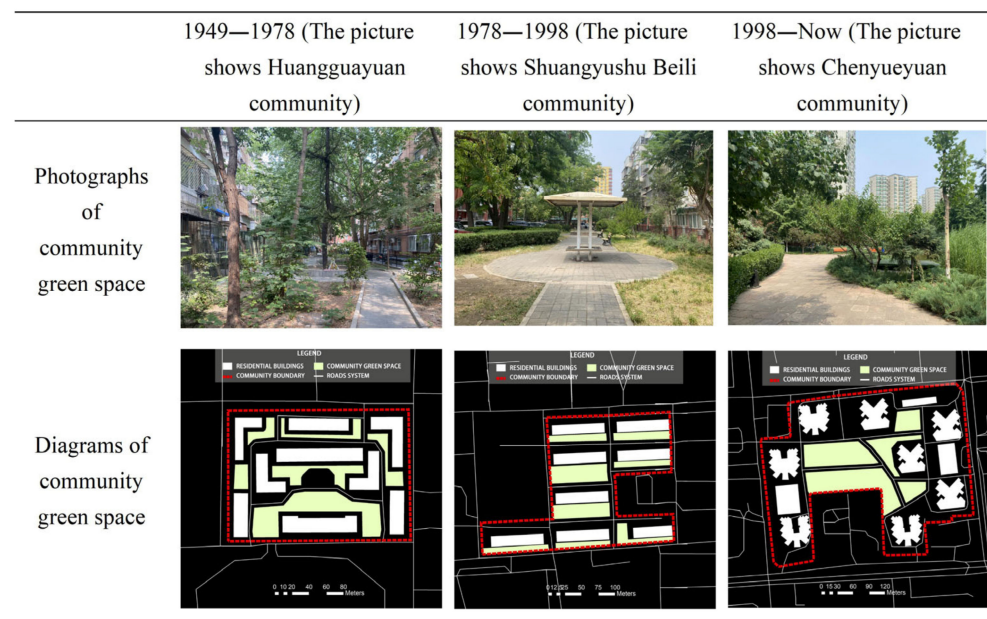 1949—1978 (The picture shows Huangguayuan community)
1978—1998 (The picture shows Shuangyushu Beili community)
1998—Now (The picture shows Chenyueyuan community)
Photographs of community green space
Diagrams of community green space
LEGEND
RESIDENTIAL BUILDINGS COMMUNITY GREEN SPACE
COMMUNITY BOUNDARY ROADS SYSTEM
0 10 20 40 60 80
Meters
LEGEND
RESIDENTIAL BUILDINGS COMMUNITY GREEN SPACE
COMMUNITY BOUNDARY ROADS SYSTEM
25 50 75 100
Meters
LEGEND
RESIDENTIAL BUILDINGS COMMUNITY GREEN SPACE
COMMUNITY BOUNDARY ROADS SYSTEM
0 15 30 60 90 120
Meters